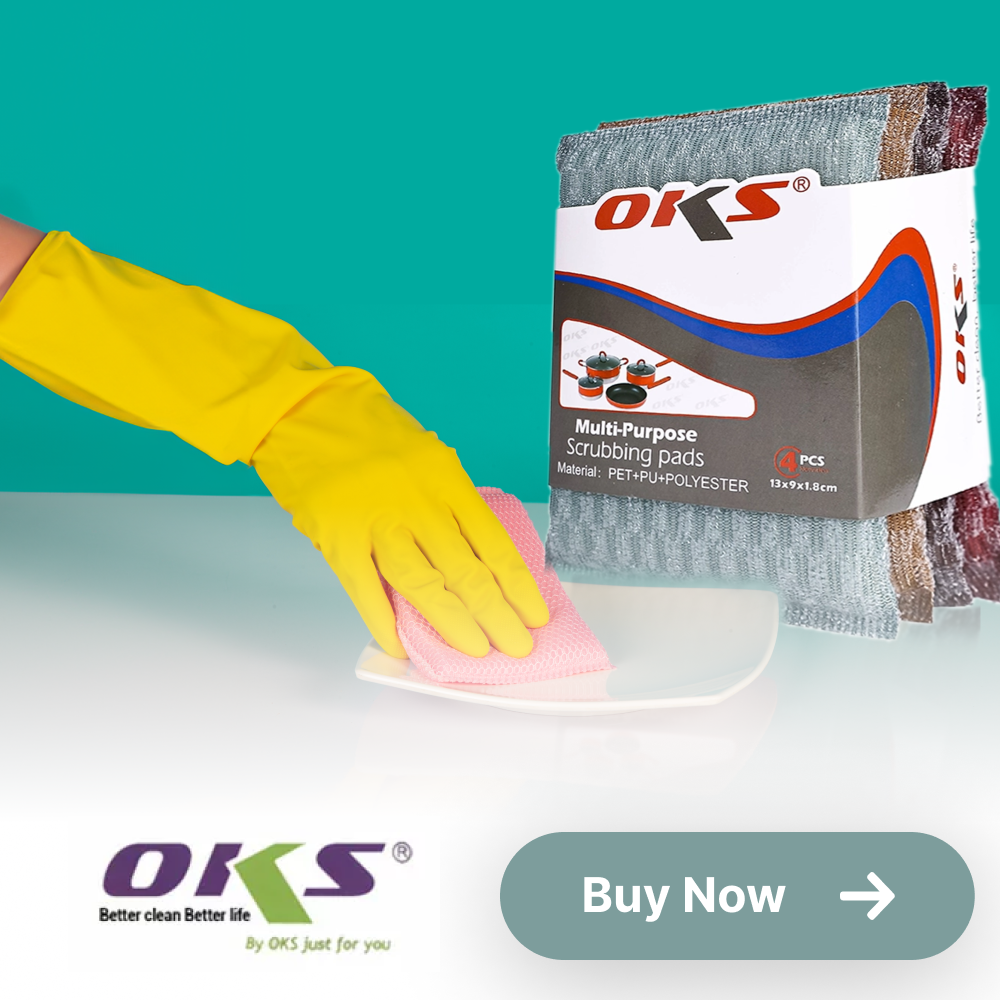 OKS®
OKS®
Better clean Better life
Multi-Purpose
Scrubbing pads
Material: PET+PU+POLYESTER
4 PCS
13x9x1.8cm
OKS®
Better clean Better life
By OKS just for you
Buy Now